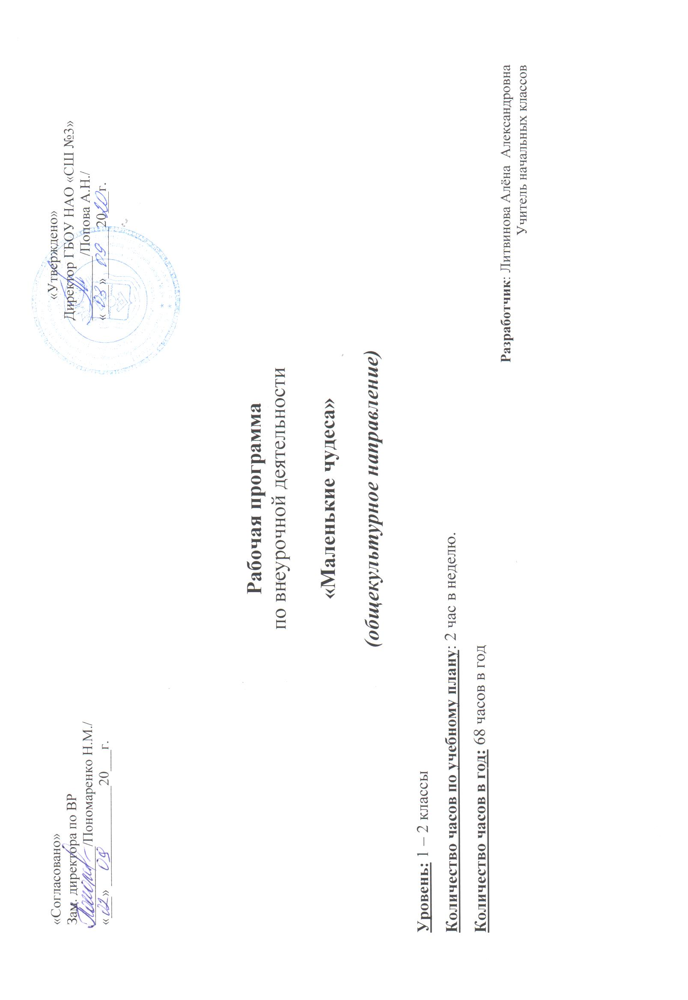 «Согласовано»
Зам. директора по ВР
/Пономаренко Н.М./
«02» 09 20___г.
«Утверждено»
Директор ГБОУ НАО «СШ №3»
/Попова А.Н./
«03» 09 2020г.
Рабочая программа
по внеурочной деятельности
«Маленькие чудеса»
(общекультурное направление)
Уровень: 1 – 2 классы
Количество часов по учебному плану: 2 час в неделю.
Количество часов в год: 68 часов в год
Разработчик: Литвинова Алёна Александровна
Учитель начальных классов